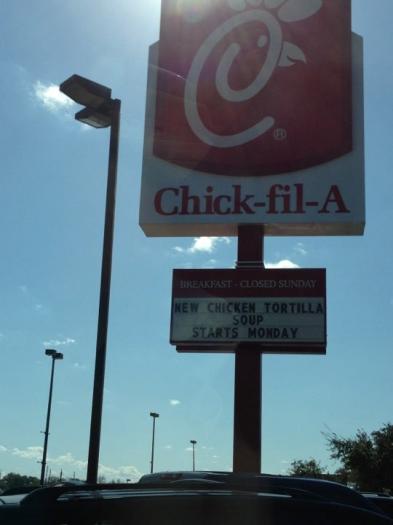 C
®
Chick-fil-A
BREAKFAST - CLOSED SUNDAY
NEW CHICKEN TORTILLA
SOUP
STARTS MONDAY